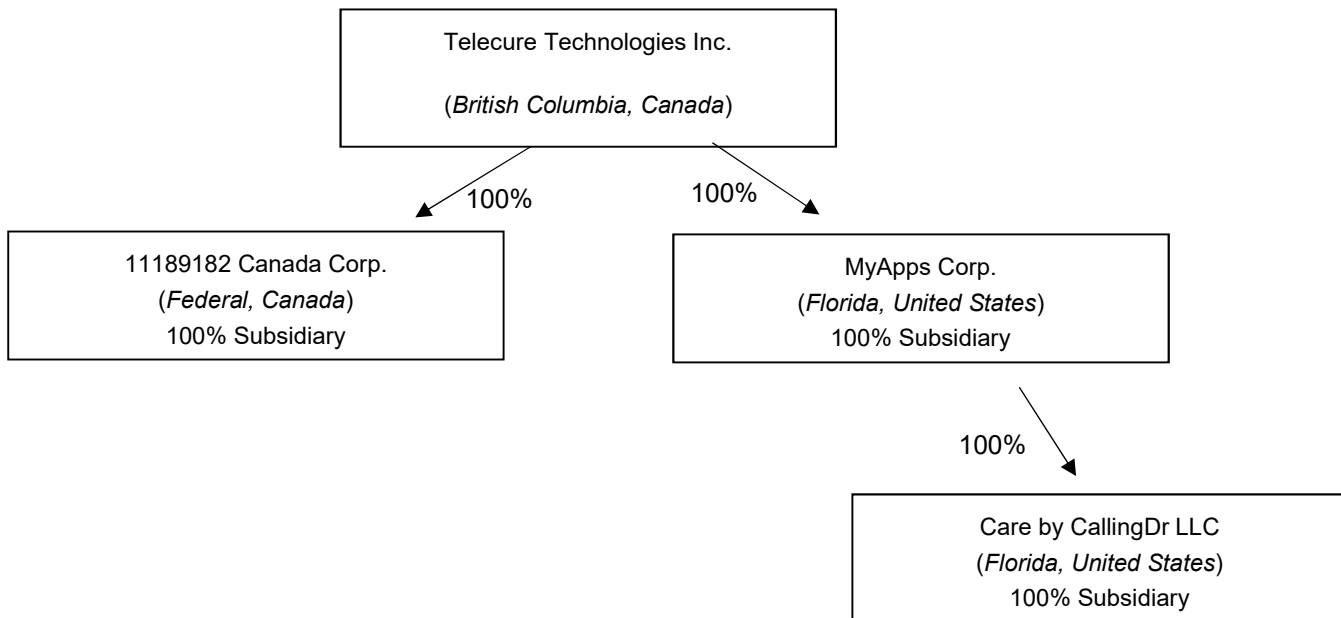 Telecure Technologies Inc.
(British Columbia, Canada)
100%
100%
11189182 Canada Corp.
(Federal, Canada)
100% Subsidiary
MyApps Corp.
(Florida, United States)
100% Subsidiary
100%
Care by CallingDr LLC
(Florida, United States)
100% Subsidiary